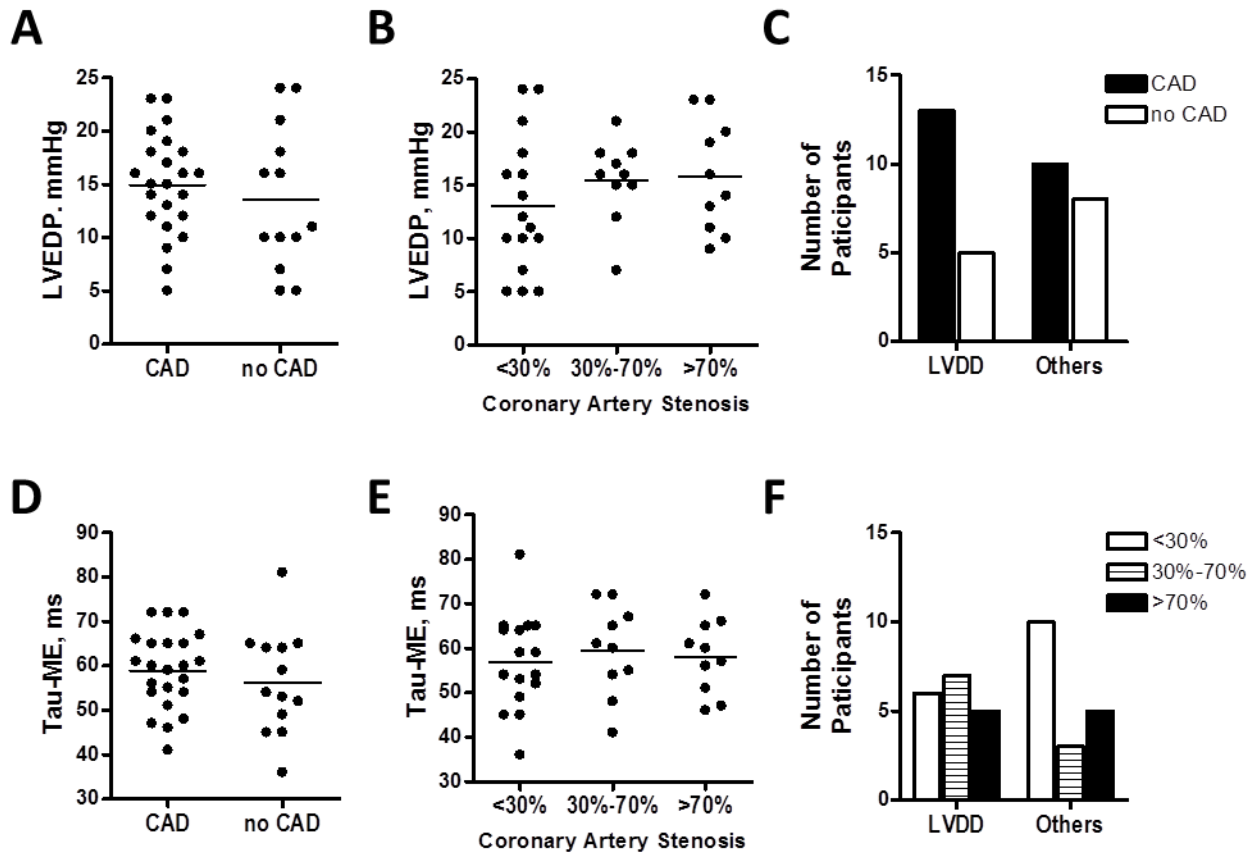 A
LVEDP. mmHg
25
20
15
10
5
0
CAD no CAD
B
LVEDP, mmHg
25
20
15
10
5
0
<30% 30%-70% >70%
Coronary Artery Stenosis
C
Number of
Paticipants
15
10
5
0
LVDD Others
CAD
no CAD
D
Tau-ME, ms
90
80
70
60
50
40
30
CAD no CAD
E
Tau-ME, ms
90
80
70
60
50
40
30
<30% 30%-70% >70%
Coronary Artery Stenosis
F
Number of
Paticipants
15
10
5
0
LVDD Others
<30%
30%-70%
>70%